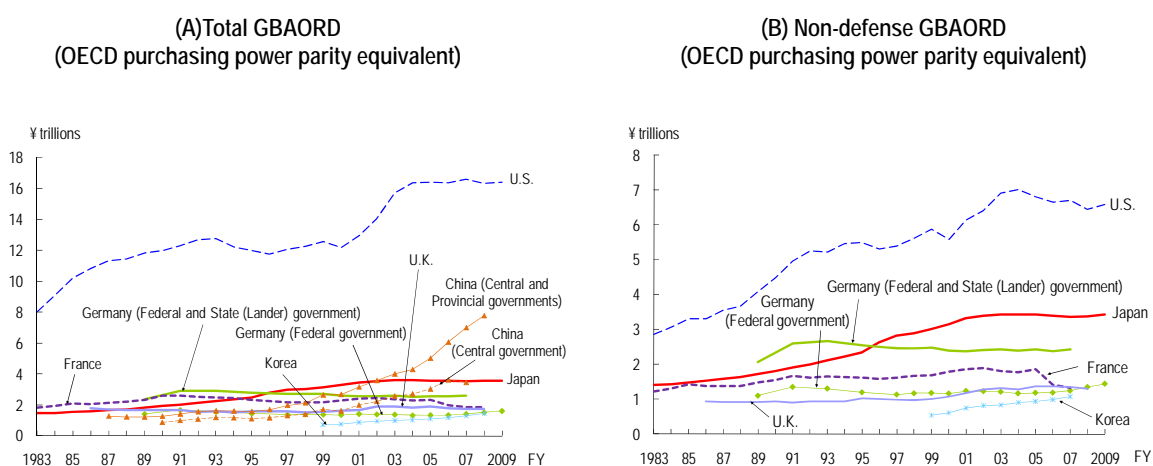 (A)Total GBAORD
(OECD purchasing power parity equivalent)
¥ trillions
18
16
14
12
10
8
6
4
2
0
U.S.
U.K.
China (Central and
Provincial governments)
Germany (Federal and State (Lander) government)
Germany (Federal government)
China
(Central government)
France
Korea
Japan
1983 85 87 89 91 93 95 97 99 01 03 05 07 2009 FY
(B) Non-defense GBAORD
(OECD purchasing power parity equivalent)
¥ trillions
8
7
6
5
4
3
2
1
0
U.S.
Germany (Federal and State (Lander) government)
Germany
(Federal government)
Japan
France
U.K.
Korea
1983 85 87 89 91 93 95 97 99 01 03 05 07 2009 FY